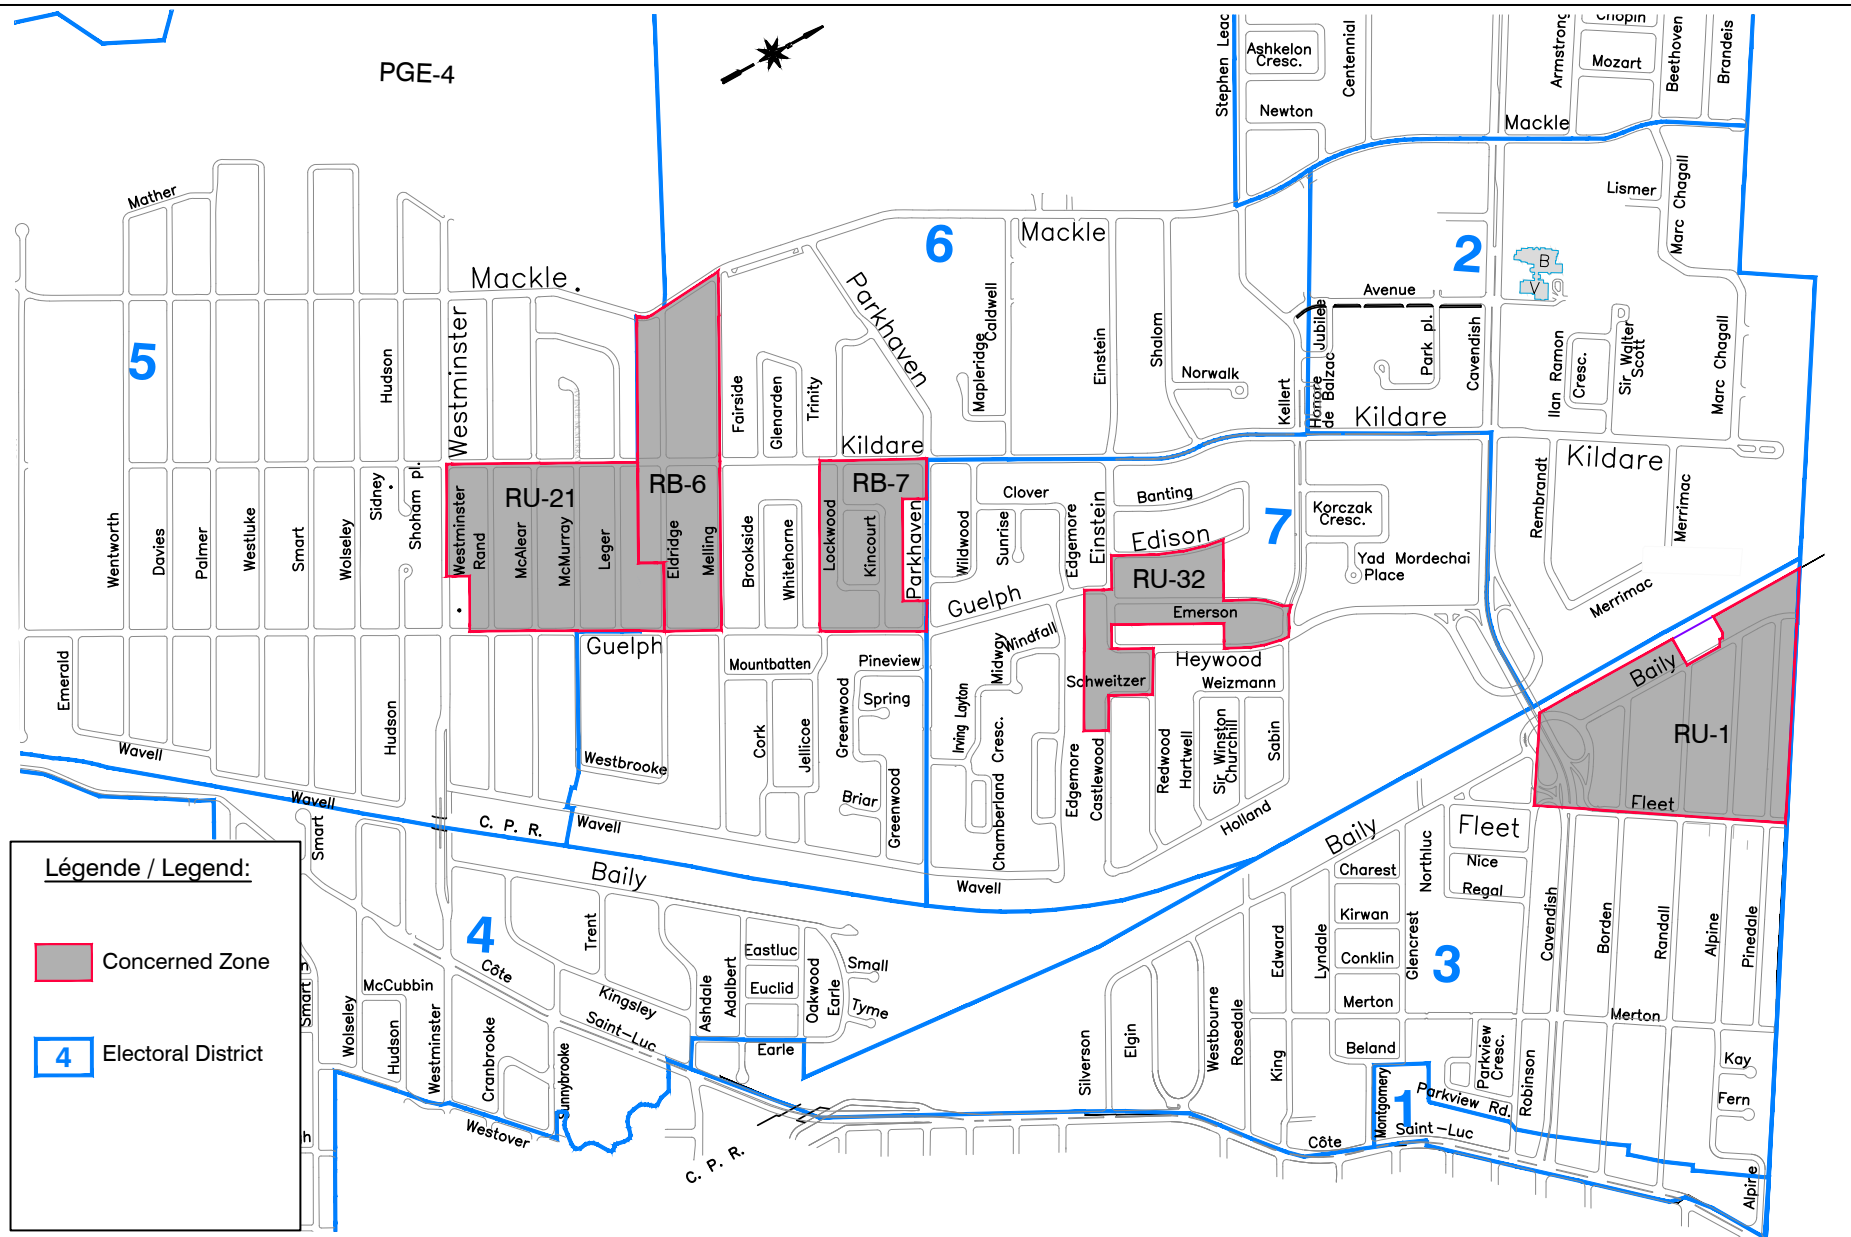 PGE-4
Stephen Leac
Ashkelon
Cresc.
Centennial
Newton
Armstrong
Chopin
Mozart
Beethoven
Brandeis
Mackle
Mather
Lismer
Marc Chagall
6
Mackle
2
B
V
Mackle.
Avenue
5
Hudson
Westminster
Parkhaven
Caldwell
Mapleridge
Einstein
Shalom
Norwalk
Kellert
Jubilee
Honore
de Balzac
Park pl.
Cavendish
Ilan Ramon
Cresc.
Sir Walter
Scott
Marc Chagall
Fairside
Glenarden
Trinity
Kildare
Kildare
Kildare
RU-21
RB-6
RB-7
Wentworth
Davies
Palmer
Westluke
Smart
Wolseley
Sidney
Shoham pl.
Westminster
Rand
McAlear
McMurray
Leger
Eldridge
Melling
Brookside
Whitehorne
Lockwood
Kincourt
Parkhaven
Wildwood
Clover
Sunrise
Edgemore
Einstein
Banting
Edison
7
Korczak
Cresc.
Yad Mordechai
Place
Rembrandt
Merrimac
Merrimac
RU-32
Emerson
Guelph
Guelph
Windfall
Midway
Heywood
Schweitzer
Weizmann
Baily
RU-1
Fleet
Emerald
Hudson
Wavell
Westbrooke
Mountbatten
Pineview
Spring
Greenwood
Cork
Jellicoe
Briar
Greenwood
Irving Layton
Chamberland Cresc.
Edgemore
Castlewood
Redwood
Hartwell
Sir Winston
Churchill
Sabin
Holland
Wavell
Smart
C. P. R.
Wavell
Wavell
Baily
Baily
Fleet
Nice
Regal
Northluc
Charest
Kirwan
Conklin
Merton
Beland
Glencrest
Lyndale
Edward
3
Cavendish
Borden
Randall
Alpine
Pinedale
Merton
Légende / Legend:
Concerned Zone
4
Electoral District
4
Trent
Côte
Kingsley
Saint-Luc
McCubbin
Smart
Wolseley
Hudson
Westminster
Cranbrooke
Sunnybrooke
Westover
Ashdale
Adalbert
Eastluc
Euclid
Oakwood
Earle
Small
Tyme
Earle
C. P. R.
Silverson
Elgin
Westbourne
Rosedale
King
Montgomery
1
Parkview Rd.
Parkview
Cresc.
Robinson
Côte
Saint-Luc
Kay
Fern
Alpine